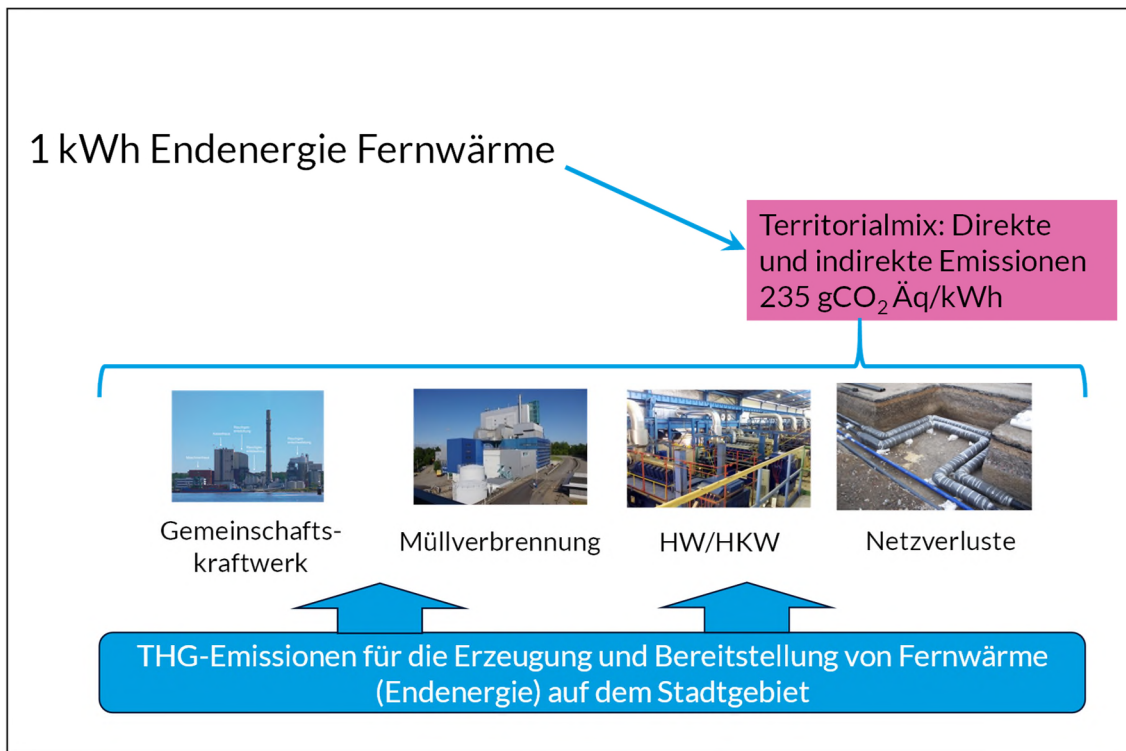 1 kWh Endenergie Fernwärme
Territorialmix: Direkte
und indirekte Emissionen
235 gCO₂ Äq/kWh
Gemeinschafts-
kraftwerk
Müllverbrennung
HW/HKW
Netzverluste
THG-Emissionen für die Erzeugung und Bereitstellung von Fernwärme
(Endenergie) auf dem Stadtgebiet